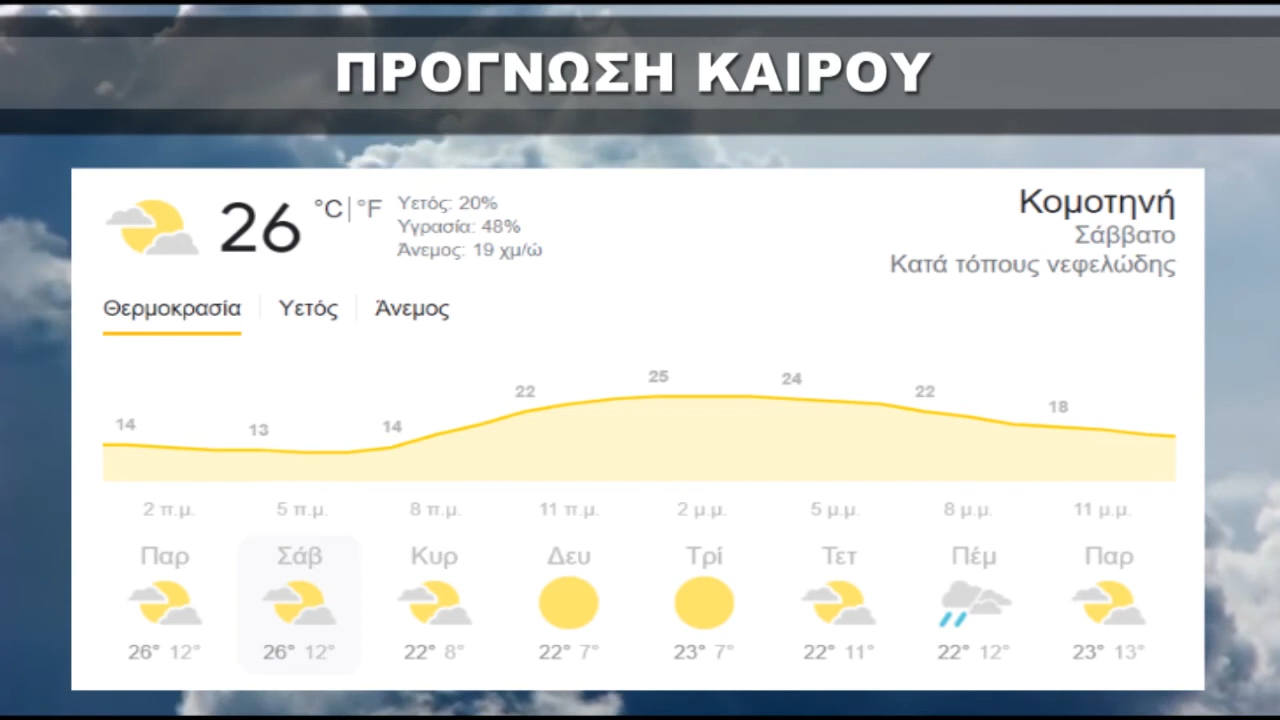 ΠΡΟΓΝΩΣΗ ΚΑΙΡΟΥ
26 °C | °F
Υετός: 20%
Υγρασία: 48%
Άνεμος: 19 χμ/ώ
Κομοτηνή
Σάββατο
Κατά τόπους νεφελώδης
Θερμοκρασία Υετός Άνεμος
14 13 14 22 25 24 22 18
2 π.μ. 5 π.μ. 8 π.μ. 11 π.μ. 2 μ.μ. 5 μ.μ. 8 μ.μ. 11 μ.μ.
Παρ Σάβ Κυρ Δευ Τρί Τετ Πέμ Παρ
26° 12° 26° 12° 22° 8° 22° 7° 23° 7° 22° 11° 22° 12° 23° 13°